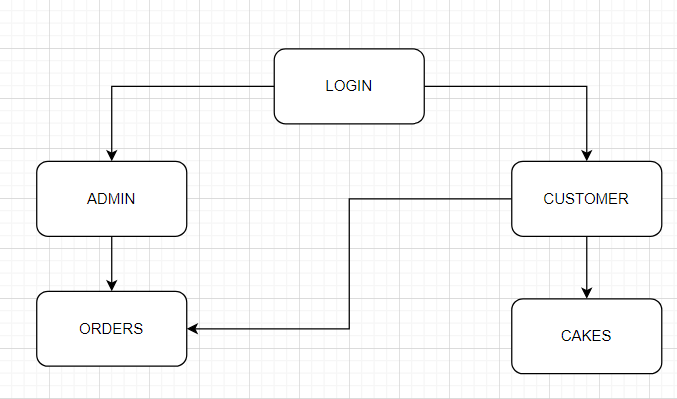 LOGIN
ADMIN
CUSTOMER
ORDERS
CAKES